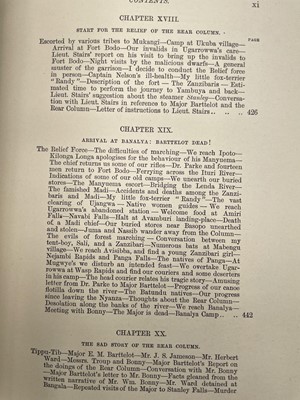 CONTENTS. xi
CHAPTER XVIII.
START FOR THE RELIEF OF THE REAR COLUMN.
PAGE
Escorted by various tribes to Mukangi—Camp at Ukuba village—
Arrival at Fort Bodo—Our invalids in Ugarrowwa's care—
Lieut. Stairs's report on his visit to bring up the invalids to
Fort Bodo—Night visits by the malicious dwarfs—A general
muster of the garrison—I decide to conduct the Relief force
in person—Captain Nelson's ill-health—My little fox-terrier
"Randy"—Description of the fort—The Zanzibaris—Esti-
mated time to perform the journey to Yambuya and back—
Lieut. Stairs' suggestion about the steamer Stanley—Conversa-
tion with Lieut. Stairs in reference to Major Barttelot and the
Rear Column—Letter of instructions to Lieut. Stairs .. .. 426
CHAPTER XIX.
ARRIVAL AT BANALYA: BARTTELOT DEAD!
The Relief Force—The difficulties of marching—We reach Ipoto—
Kilonga Longa apologises for the behaviour of his Manyuema—
The chief returns us some of our rifles—Dr. Parke and fourteen
men return to Fort Bodo—Ferrying across the Ituri River—
Indications of some of our old camps—We unearth our buried
stores—The Manyuema escort—Bridging the Lenda River—
The famished Madi—Accidents and deaths among the Zanzi-
baris and Madi—My little fox-terrier "Randy"—The vast
clearing of Ujangwa—Native women guides—We reach
Ugarrowwa's abandoned station—Welcome food at Amiri
Falls—Navabi Falls—Halt at Avamburi landing-place—Death
of a Madi chief—Our buried stores near Basopo unearthed
and stolen—Juma and Nassib wander away from the Column—
The evils of forest marching—Conversation between my
tent-boy, Sali, and a Zanzibari—Numerous bats at Mabengu
village—We reach Avisibba, and find a young Zanzibari girl—
Nejambi Rapids and Panga Falls—The natives of Panga—At
Mugwye's we disturb an intended feast—We overtake Ugar-
rowwa at Wasp Rapids and find our couriers and some deserters
in his camp—The head courier relates his tragic story—Amusing
letter from Dr. Parke to Major Barttelot—Progress of our canoe
flotilla down the river—The Batundu natives—Our progress
since leaving the Nyanza—Thoughts about the Rear Column—
Desolation along the banks of the river—We reach Banalya—
Meeting with Bonny—The Major is dead—Banalya Camp .. 442
CHAPTER XX.
THE SAD STORY OF THE REAR COLUMN.
Tippu-Tib—Major E. M. Barttelot—Mr. J. S. Jameson—Mr. Herbert
Ward—Messrs. Troup and Bonny—Major Barttelot's Report on
the doings of the Rear Column—Conversation with Mr. Bonny
—Major Barttelot's letter to Mr. Bonny—Facts gleaned from the
written narrative of Wm. Bonny—Mr. Ward detained at
Bangala—Repeated visits of the Major to Stanley Falls—Murder